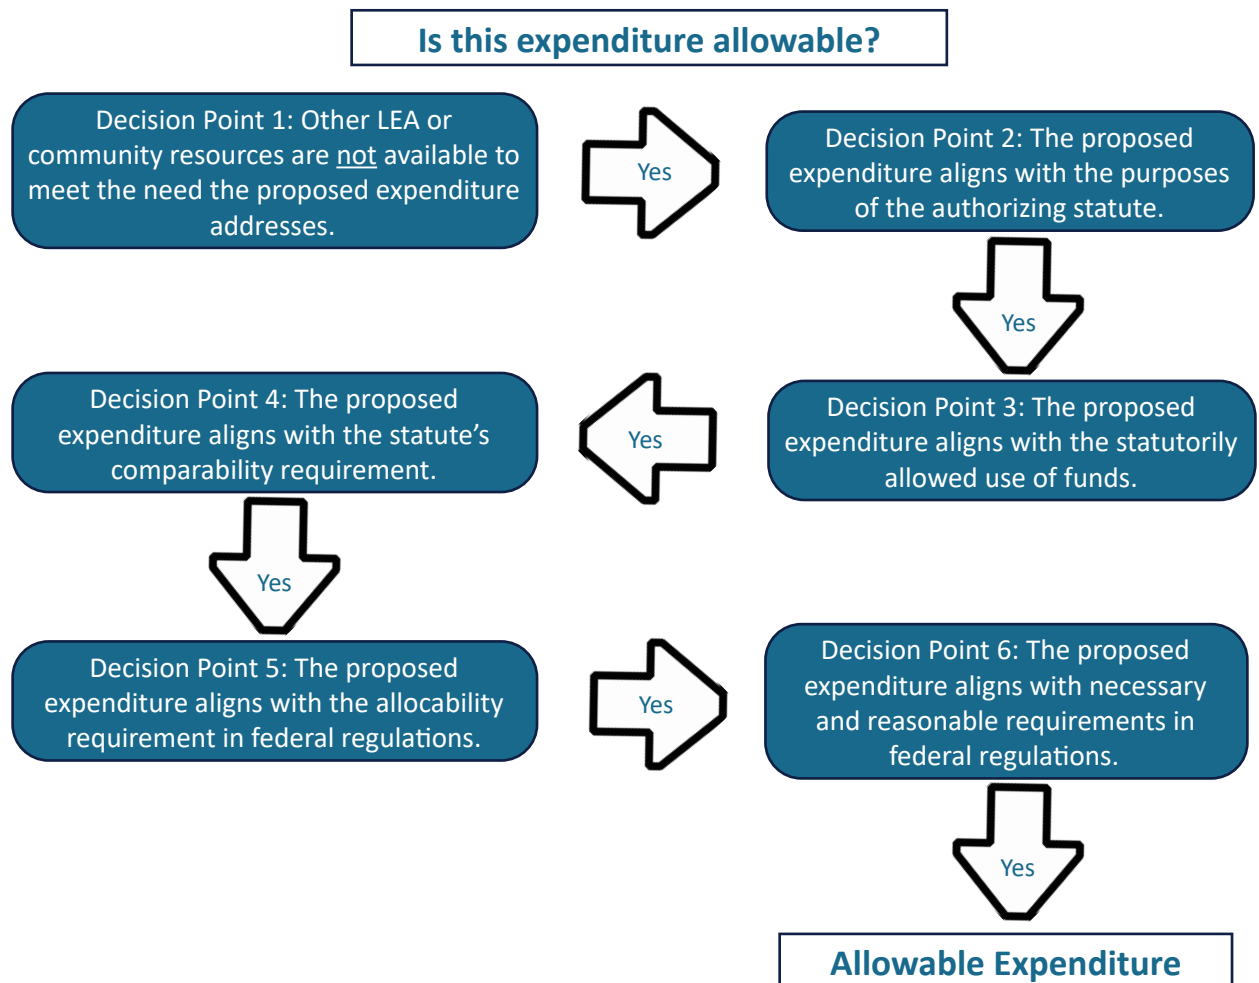 Is this expenditure allowable?
Decision Point 1: Other LEA or
community resources are not available to
meet the need the proposed expenditure
addresses.
Yes
Decision Point 2: The proposed
expenditure aligns with the purposes
of the authorizing statute.
Yes
Decision Point 3: The proposed
expenditure aligns with the statutorily
allowed use of funds.
Yes
Decision Point 4: The proposed
expenditure aligns with the statute’s
comparability requirement.
Yes
Decision Point 5: The proposed
expenditure aligns with the allocability
requirement in federal regulations.
Yes
Decision Point 6: The proposed
expenditure aligns with necessary
and reasonable requirements in
federal regulations.
Yes
Allowable Expenditure